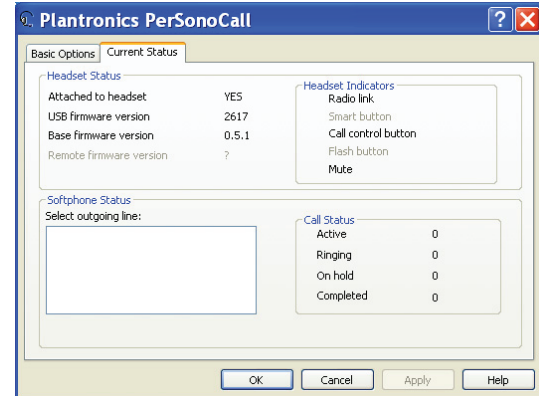 Plantronics PerSonoCall
Basic Options Current Status
Headset Status
Attached to headset YES
USB firmware version 2617
Base firmware version 0.5.1
Remote firmware version ?
Headset Indicators
Radio link
Smart button
Call control button
Flash button
Mute
Softphone Status
Select outgoing line:
Call Status
Active 0
Ringing 0
On hold 0
Completed 0
OK Cancel Apply Help